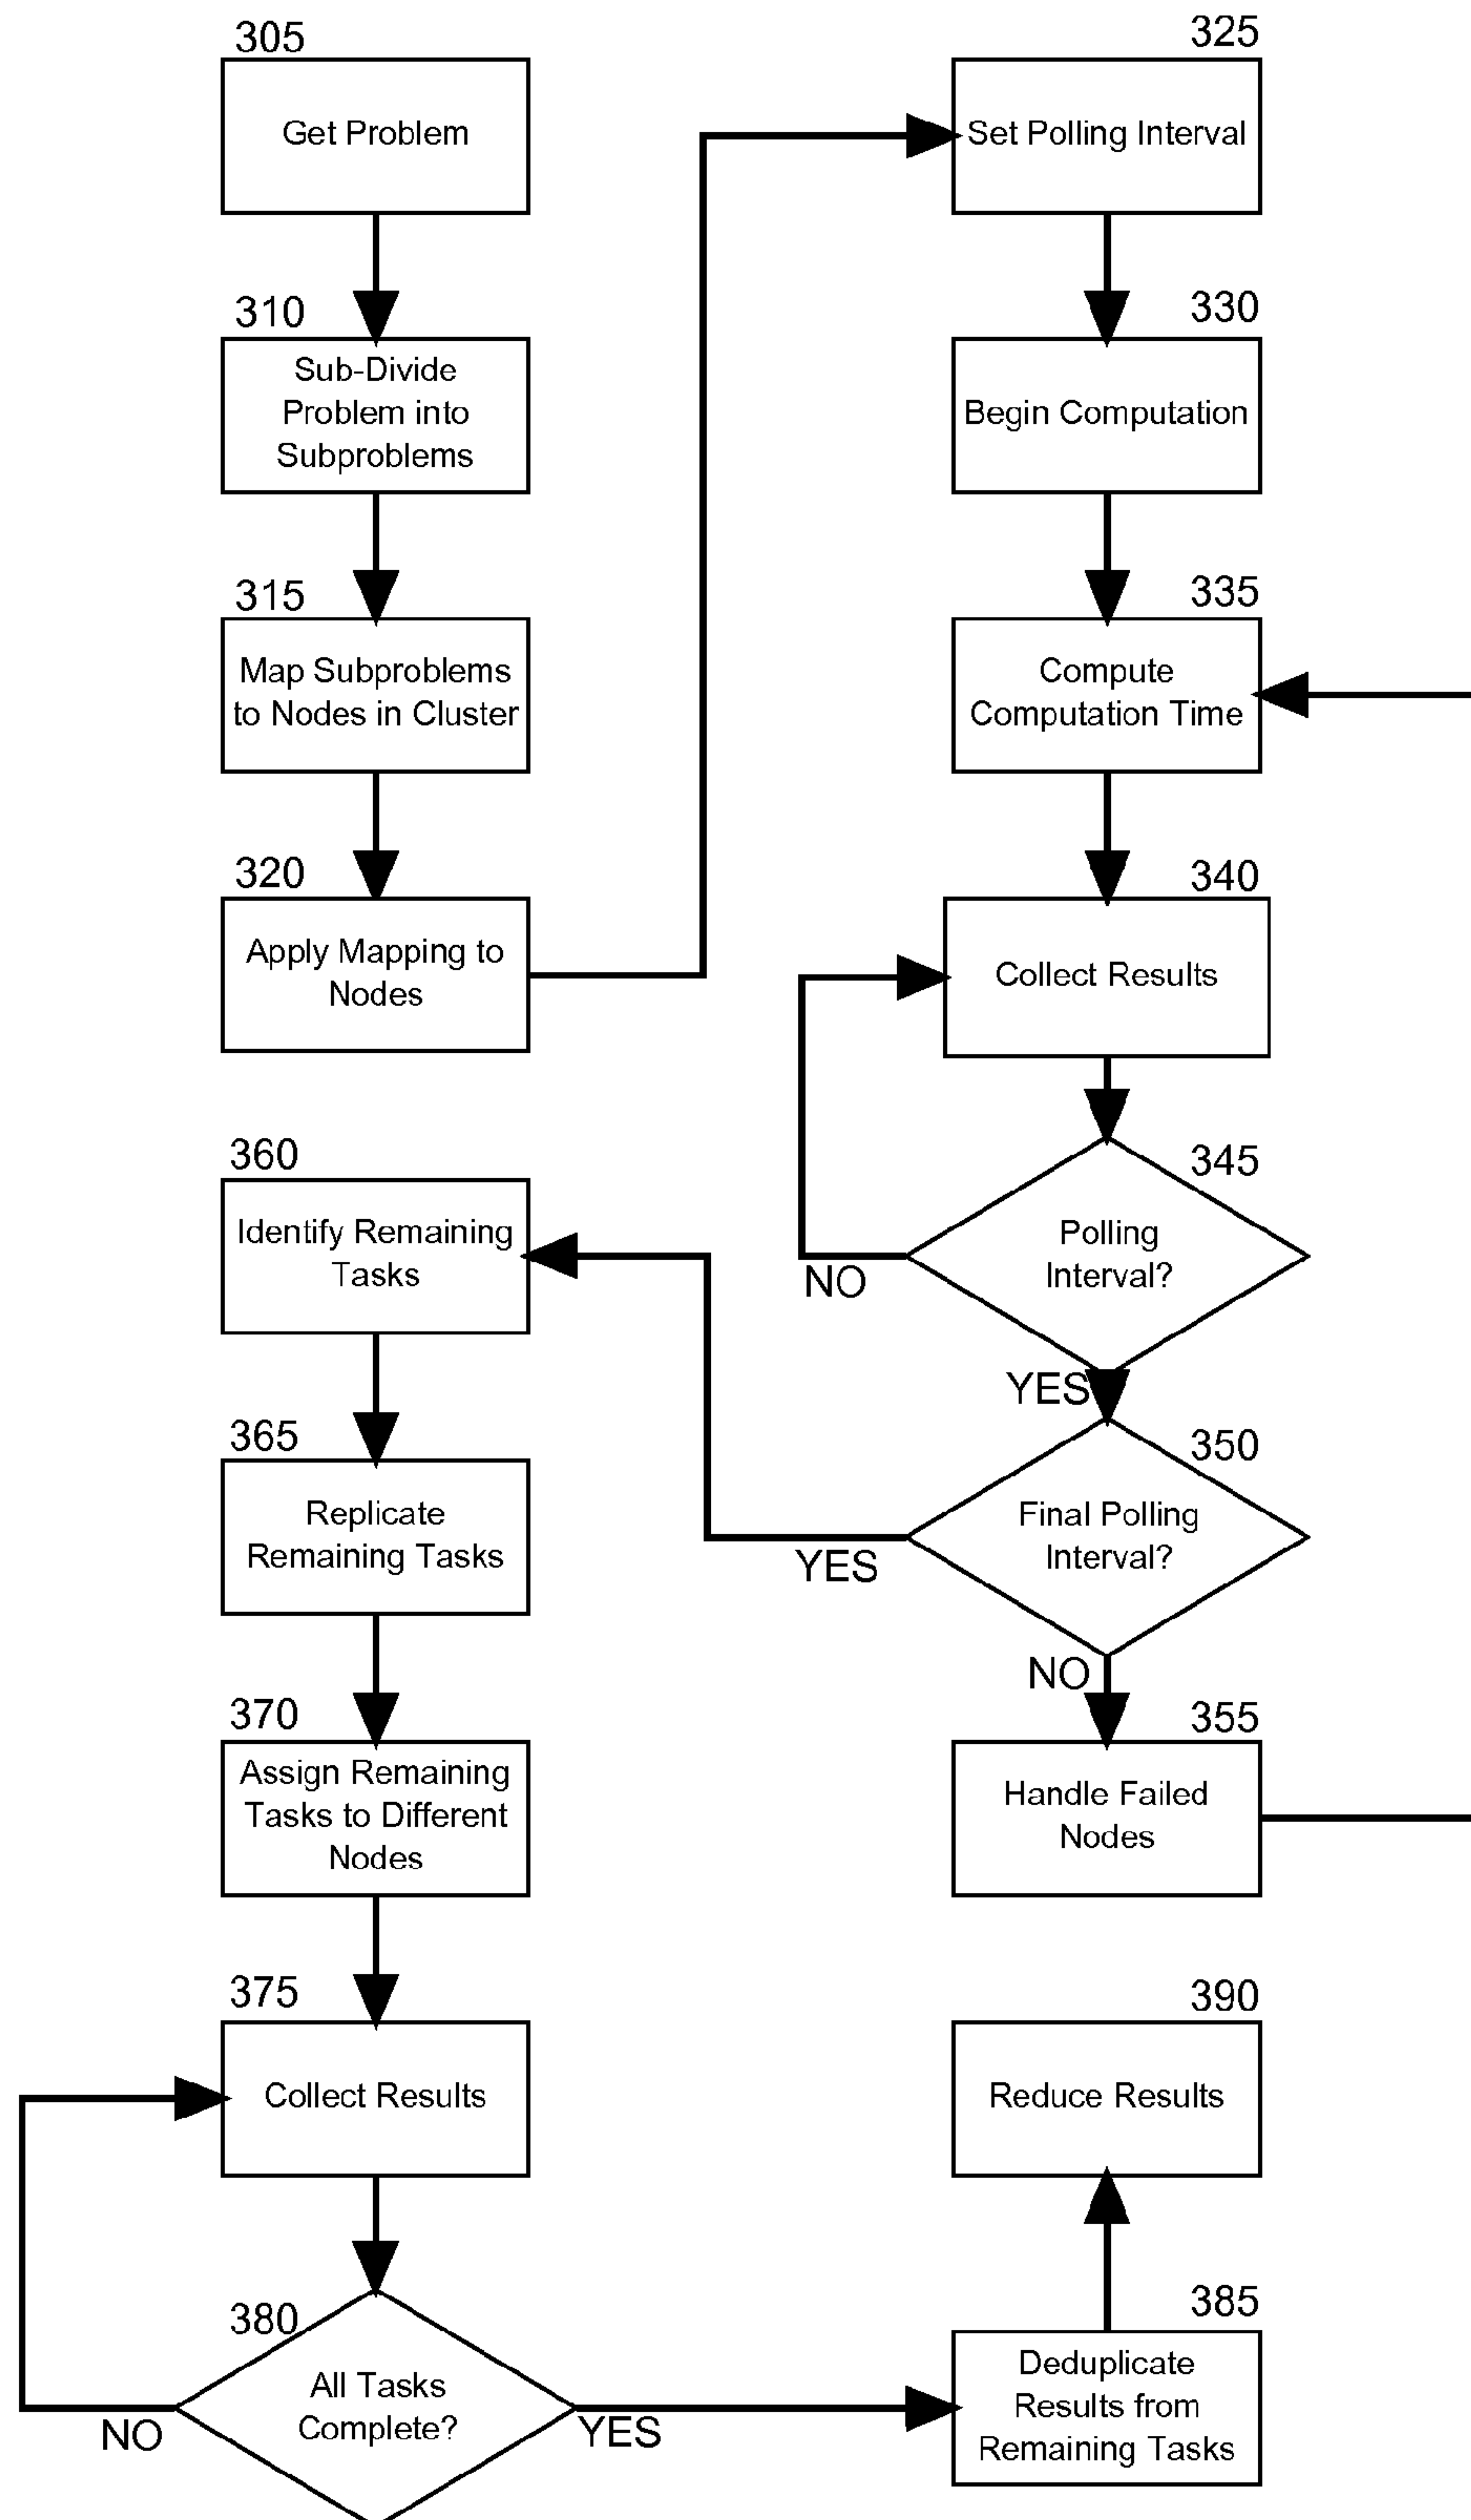 305
Get Problem
310
Sub-Divide
Problem into
Subproblems
315
Map Subproblems
to Nodes in Cluster
320
Apply Mapping to
Nodes
325
Set Polling Interval
330
Begin Computation
335
Compute
Computation Time
340
Collect Results
345
Polling
Interval?
NO
YES
350
Final Polling
Interval?
YES
NO
355
Handle Failed
Nodes
360
Identify Remaining
Tasks
365
Replicate
Remaining Tasks
370
Assign Remaining
Tasks to Different
Nodes
375
Collect Results
380
All Tasks
Complete?
NO
YES
385
Deduplicate
Results from
Remaining Tasks
390
Reduce Results